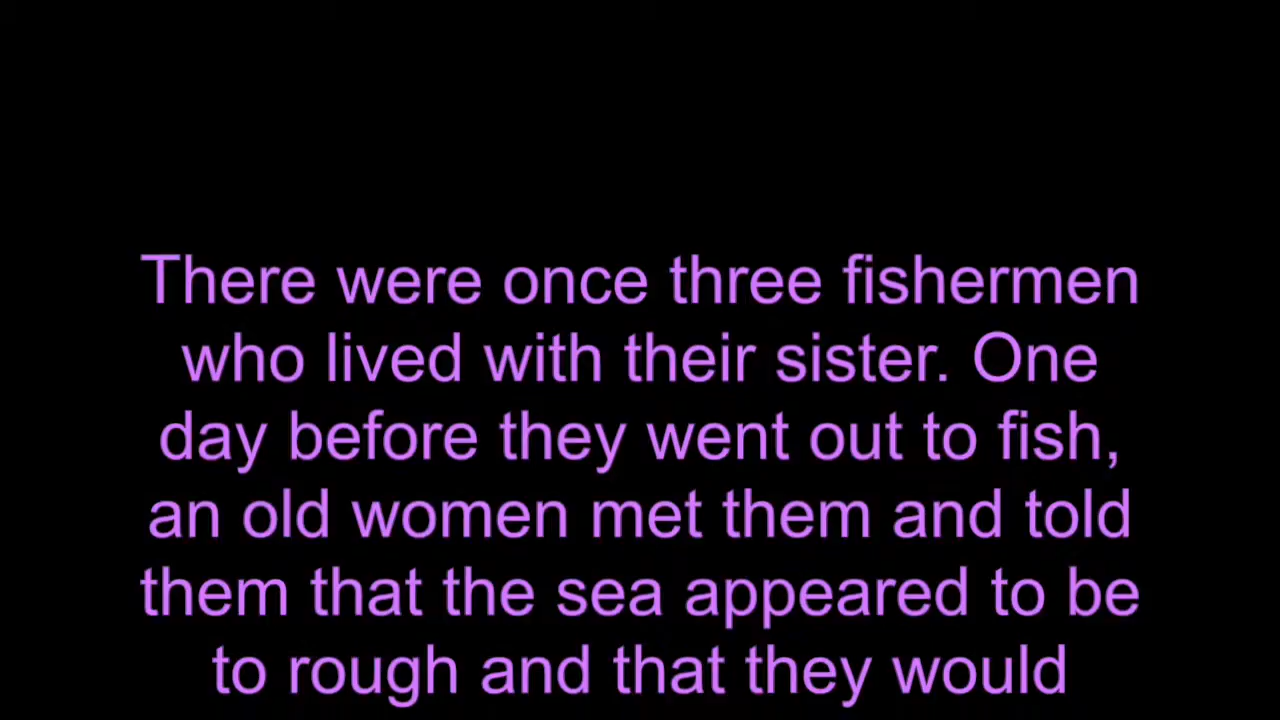 There were once three fishermen
who lived with their sister. One
day before they went out to fish,
an old women met them and told
them that the sea appeared to be
to rough and that they would